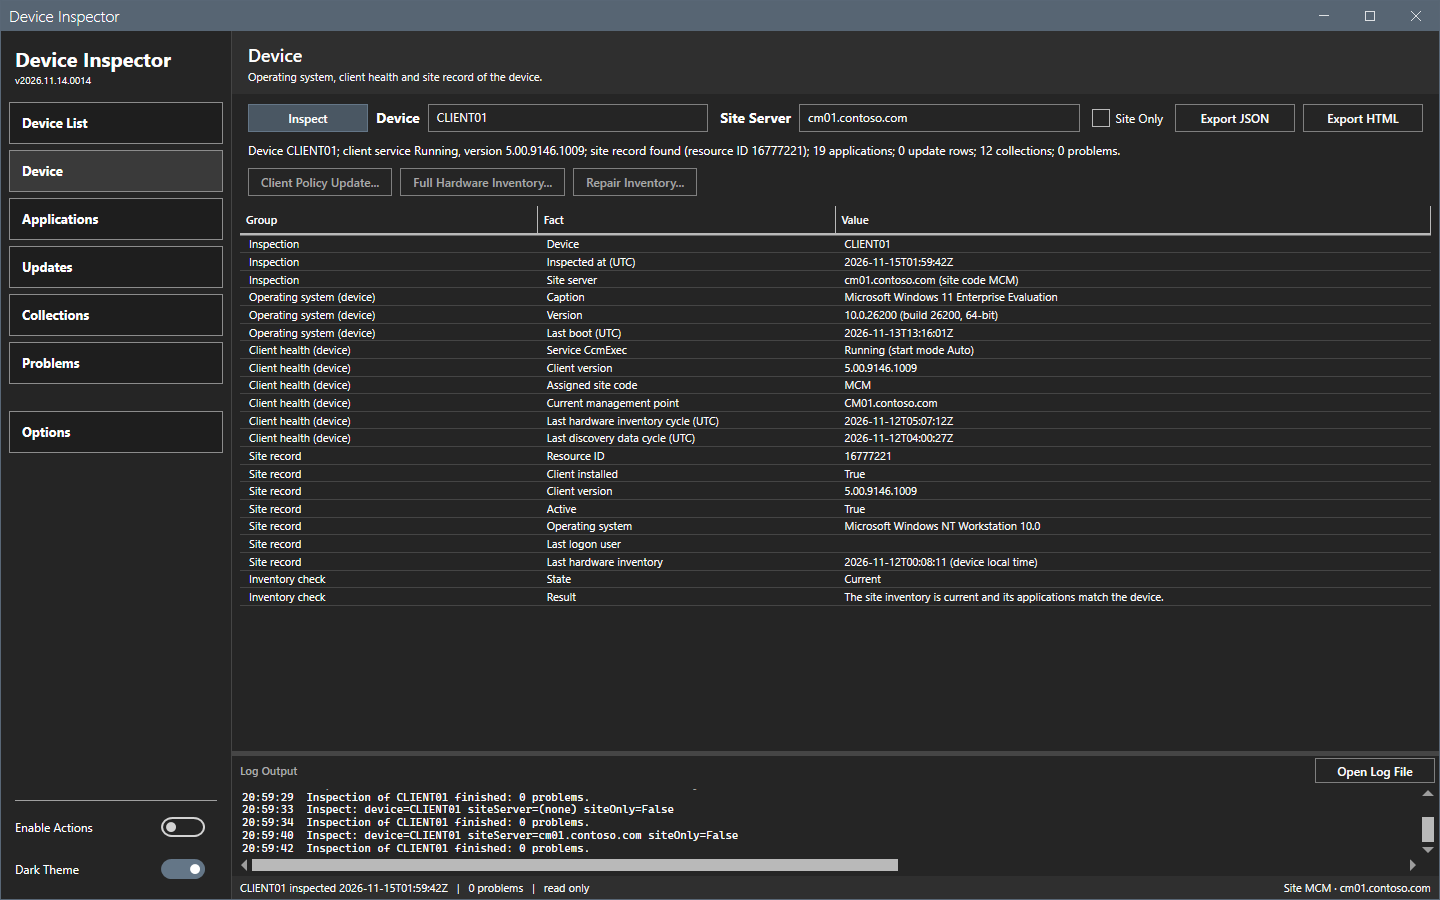 Device Inspector
Device Inspector
v2026.11.14.0014
Device List
Device
Applications
Updates
Collections
Problems
Options
Enable Actions
Dark Theme
Device
Operating system, client health and site record of the device.
Inspect Device CLIENT01 Site Server cm01.contoso.com Site Only Export JSON Export HTML
Device CLIENT01; client service Running, version 5.00.9146.1009; site record found (resource ID 16777221); 19 applications; 0 update rows; 12 collections; 0 problems.
Client Policy Update... Full Hardware Inventory... Repair Inventory...
Group Fact Value
Inspection Device CLIENT01
Inspection Inspected at (UTC) 2026-11-15T01:59:42Z
Inspection Site server cm01.contoso.com (site code MCM)
Operating system (device) Caption Microsoft Windows 11 Enterprise Evaluation
Operating system (device) Version 10.0.26200 (build 26200, 64-bit)
Operating system (device) Last boot (UTC) 2026-11-13T13:16:01Z
Client health (device) Service CcmExec Running (start mode Auto)
Client health (device) Client version 5.00.9146.1009
Client health (device) Assigned site code MCM
Client health (device) Current management point CM01.contoso.com
Client health (device) Last hardware inventory cycle (UTC) 2026-11-12T05:07:12Z
Client health (device) Last discovery data cycle (UTC) 2026-11-12T04:00:27Z
Site record Resource ID 16777221
Site record Client installed True
Site record Client version 5.00.9146.1009
Site record Active True
Site record Operating system Microsoft Windows NT Workstation 10.0
Site record Last logon user
Site record Last hardware inventory 2026-11-12T00:08:11 (device local time)
Inventory check State Current
Inventory check Result The site inventory is current and its applications match the device.
Log Output Open Log File
20:59:29 Inspection of CLIENT01 finished: 0 problems.
20:59:33 Inspect: device=CLIENT01 siteServer=(none) siteOnly=False
20:59:34 Inspection of CLIENT01 finished: 0 problems.
20:59:40 Inspect: device=CLIENT01 siteServer=cm01.contoso.com siteOnly=False
20:59:42 Inspection of CLIENT01 finished: 0 problems.
CLIENT01 inspected 2026-11-15T01:59:42Z | 0 problems | read only Site MCM · cm01.contoso.com